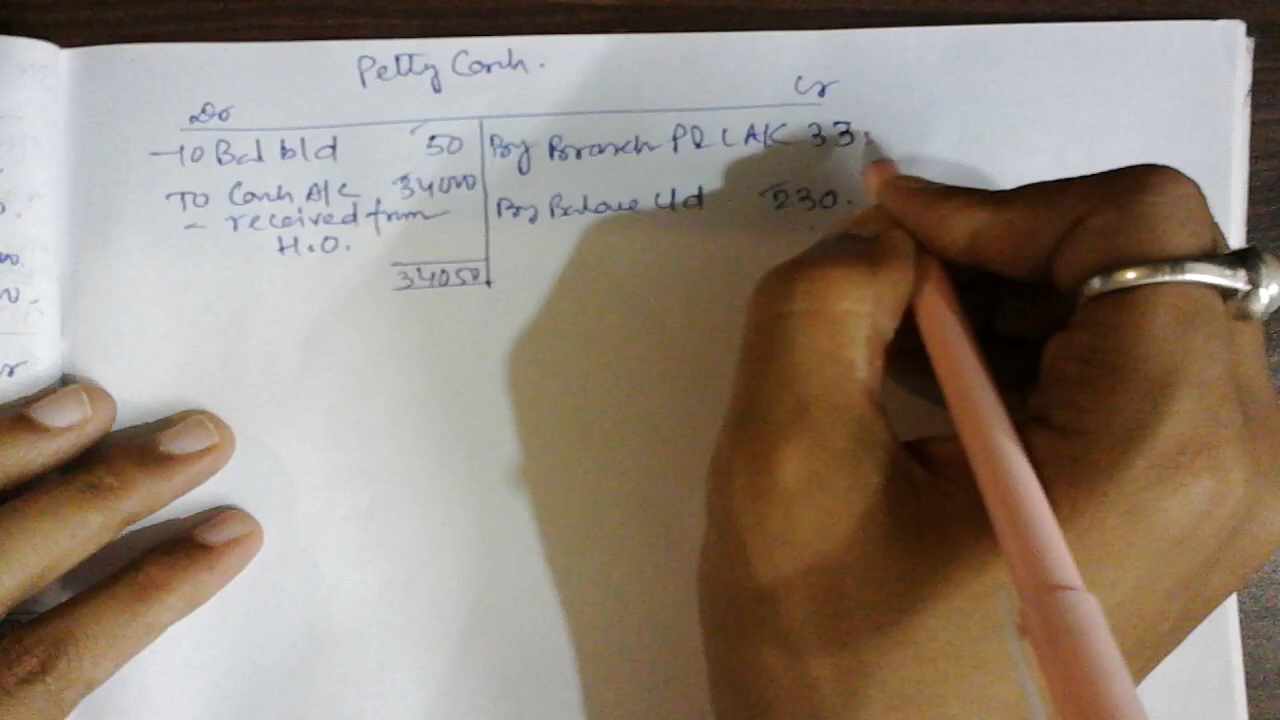 Petty Cash.
Dr Cr
To Bal b/d 50 By Branch P&L A/C 33
To Cash A/c 34000 By Balance c/d 230.
- received from
H.O.
34050